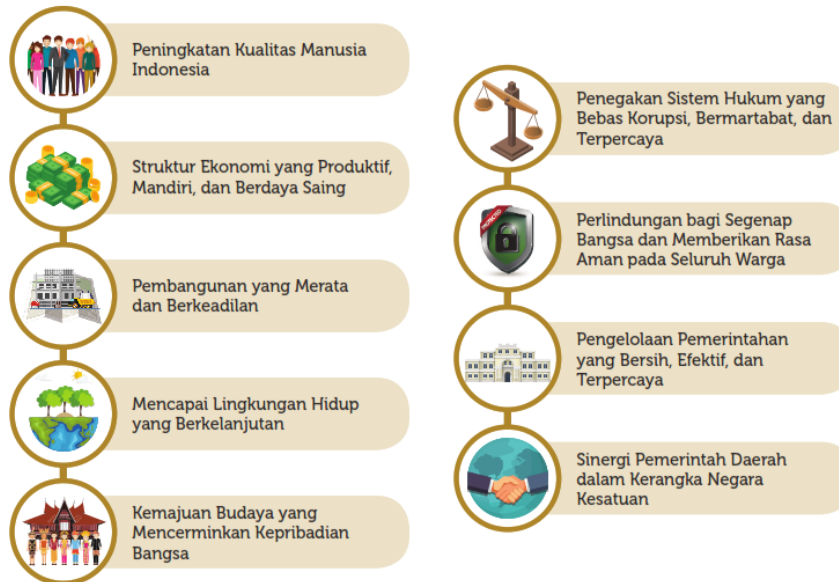 Peningkatan Kualitas Manusia
Indonesia
Struktur Ekonomi yang Produktif,
Mandiri, dan Berdaya Saing
Pembangunan yang Merata
dan Berkeadilan
Mencapai Lingkungan Hidup
yang Berkelanjutan
Kemajuan Budaya yang
Mencerminkan Kepribadian
Bangsa
Penegakan Sistem Hukum yang
Bebas Korupsi, Bermartabat, dan
Terpercaya
PROTECTED
Perlindungan bagi Segenap
Bangsa dan Memberikan Rasa
Aman pada Seluruh Warga
Pengelolaan Pemerintahan
yang Bersih, Efektif, dan
Terpercaya
Sinergi Pemerintah Daerah
dalam Kerangka Negara
Kesatuan